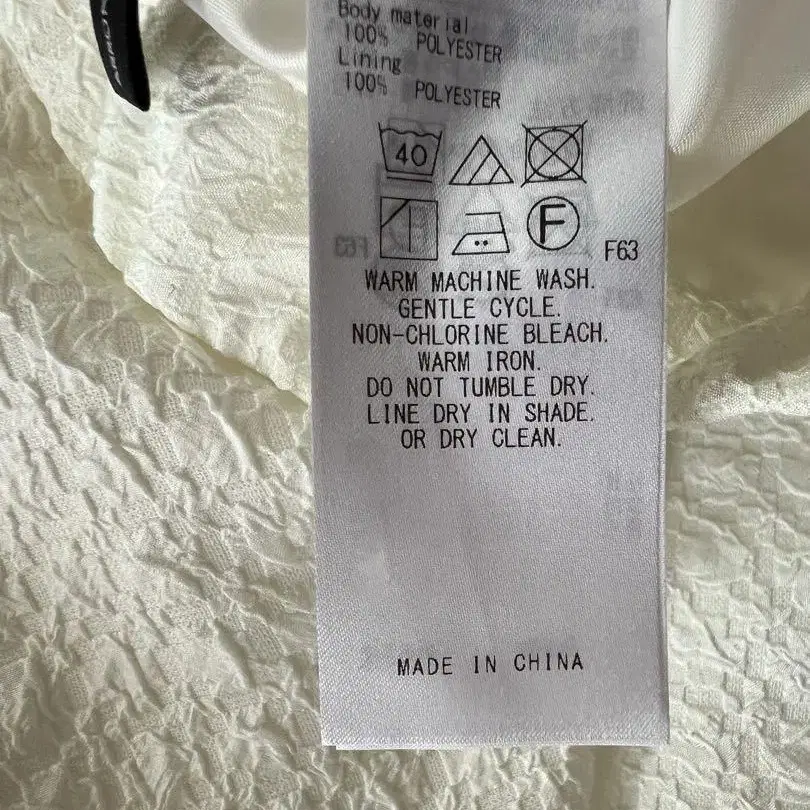 Body material
100% POLYESTER
Lining
100% POLYESTER
40
F
F63
WARM MACHINE WASH.
GENTLE CYCLE.
NON-CHLORINE BLEACH.
WARM IRON.
DO NOT TUMBLE DRY.
LINE DRY IN SHADE.
OR DRY CLEAN.
MADE IN CHINA